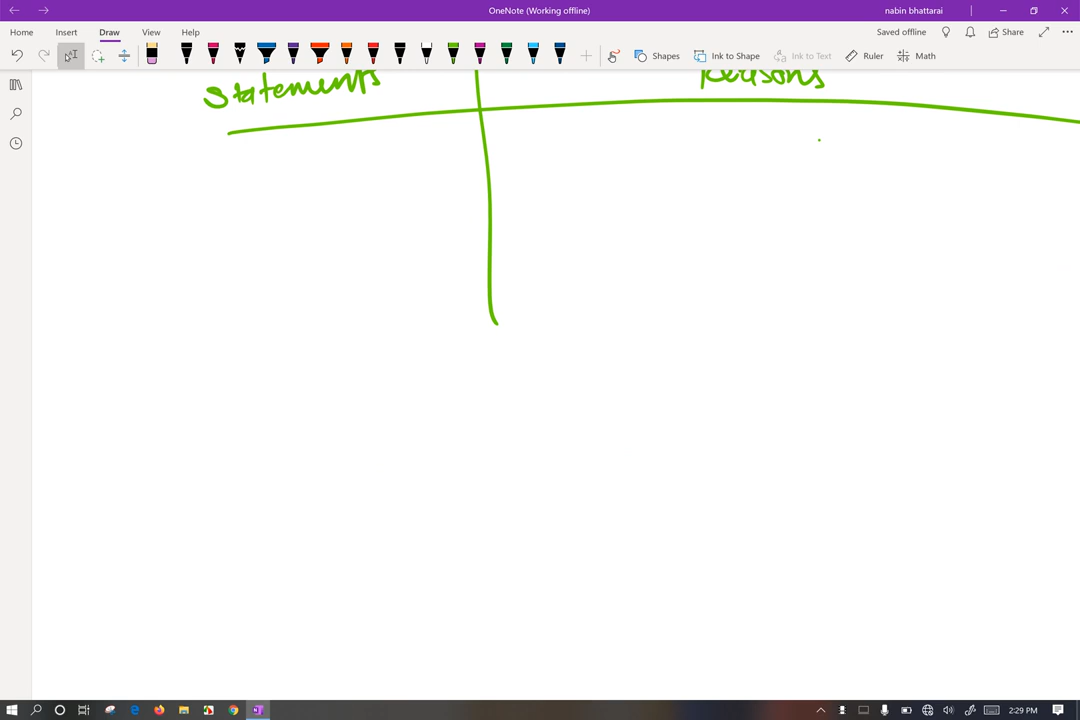 OneNote (Working offline)
nabin bhattarai
Home Insert Draw View Help
Saved offline
Share
Shapes
Ink to Shape
Ink to Text
Ruler
Math
statements
Reasons
2:29 PM